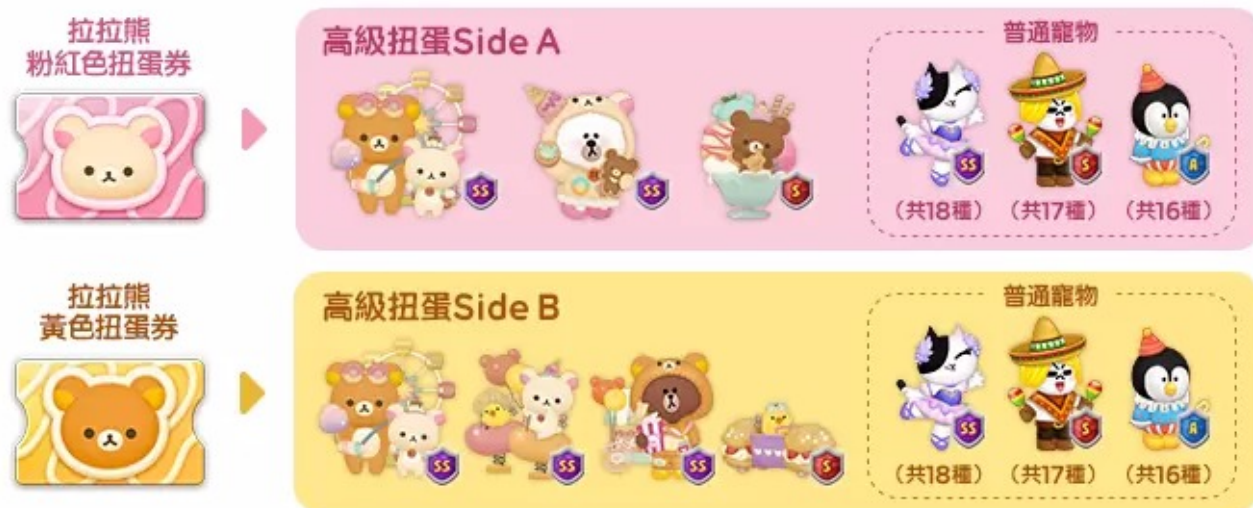 拉拉熊
粉紅色扭蛋券
高級扭蛋Side A
普通寵物
SS
SS
S
SS
S
A
(共18種)
(共17種)
(共16種)
拉拉熊
黃色扭蛋券
高級扭蛋Side B
普通寵物
SS
SS
SS
S
SS
S
A
(共18種)
(共17種)
(共16種)